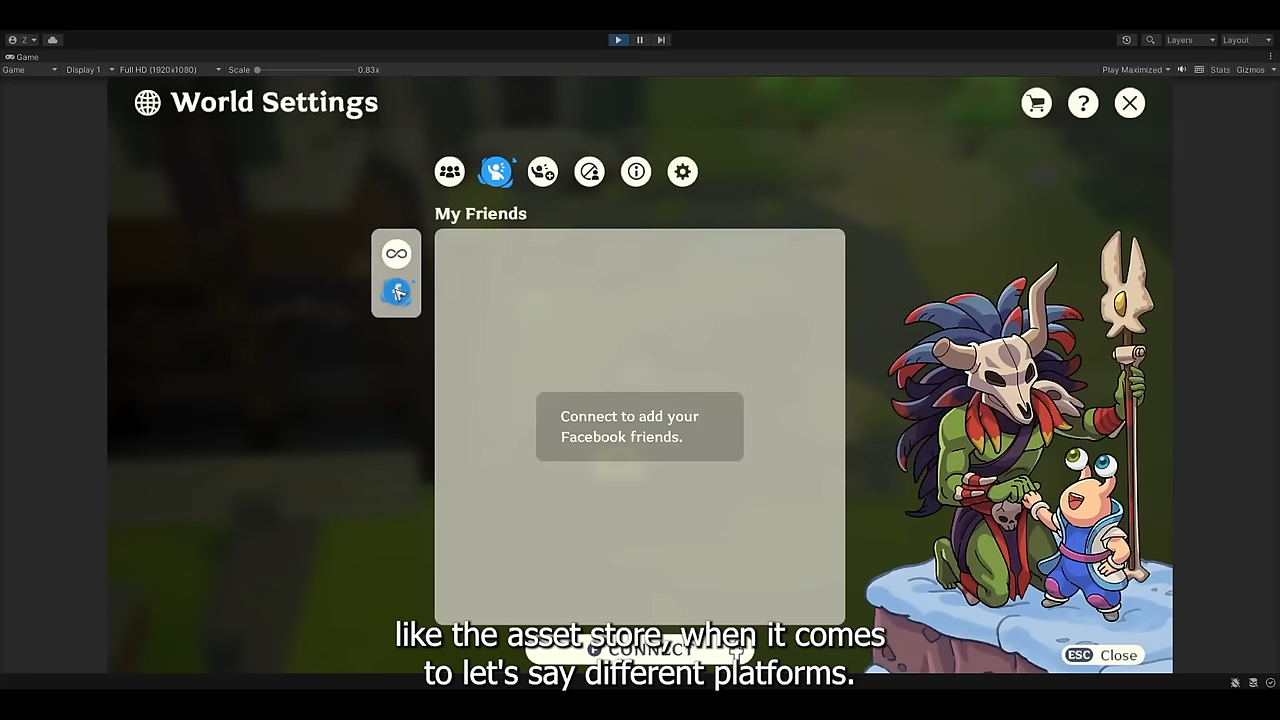 Z
Layers
Layout
Game
Game
Display 1
Full HD (1920x1080)
Scale
0.83x
Play Maximized
Stats
Gizmos
World Settings
?
My Friends
Connect to add your
Facebook friends.
F CONNECT
like the asset store, when it comes
to let's say different platforms.
ESC Close